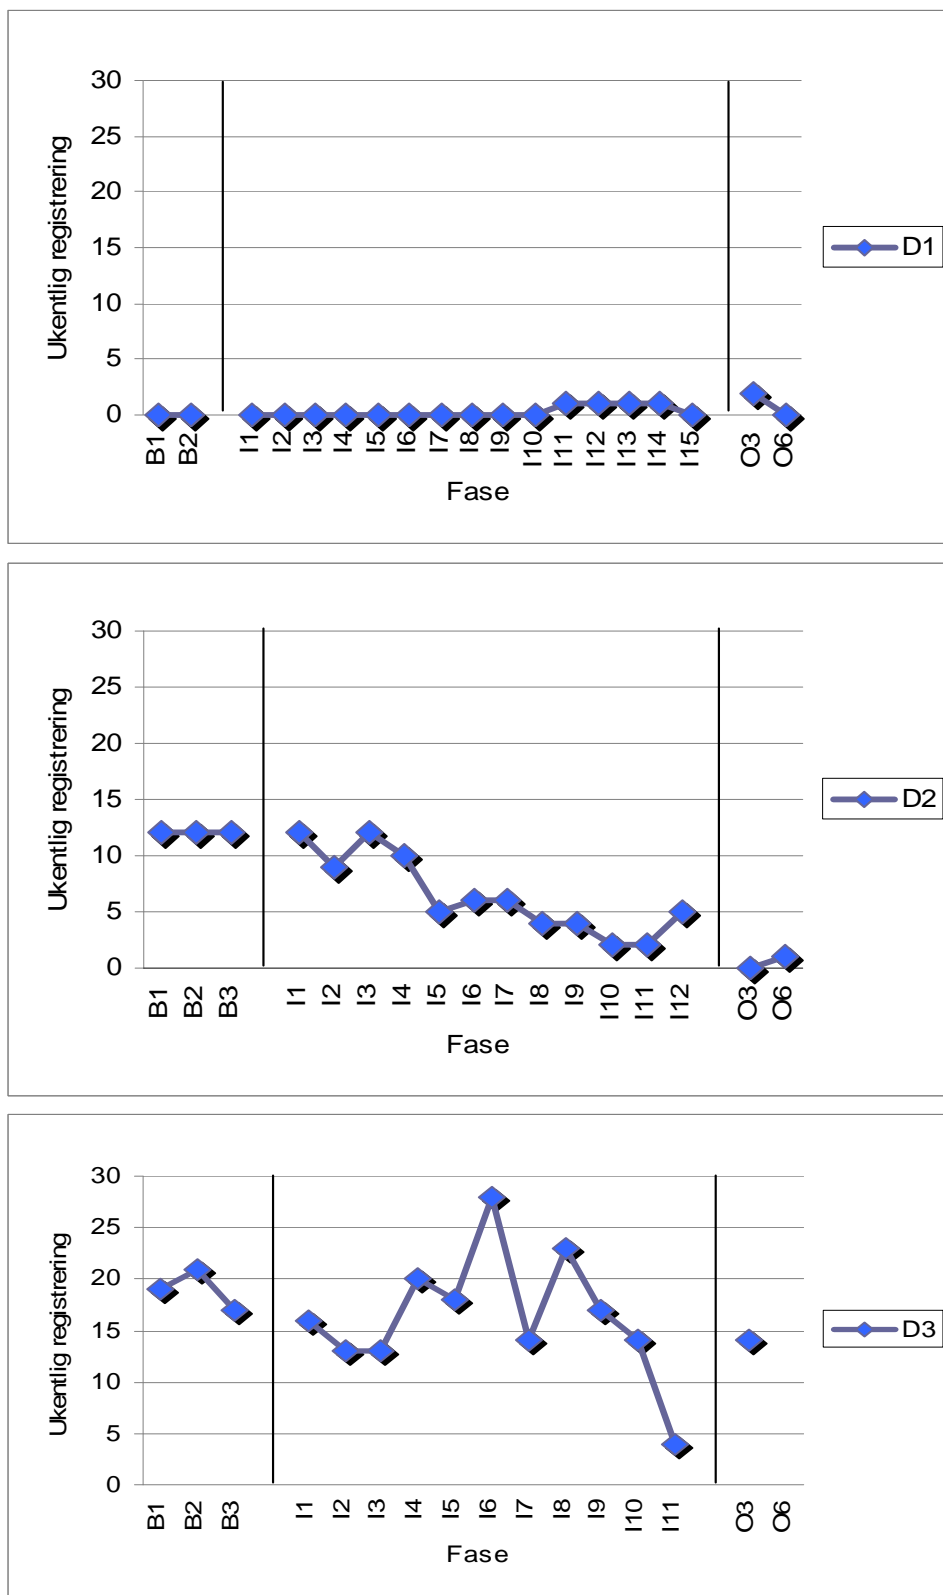 30
25
20
15
10
5
0
Ukentlig registrering
B1 B2 I1 I2 I3 I4 I5 I6 I7 I8 I9 I10 I11 I12 I13 I14 I15 O3 O6
Fase
D1
30
25
20
15
10
5
0
Ukentlig registrering
B1 B2 B3 I1 I2 I3 I4 I5 I6 I7 I8 I9 I10 I11 I12 O3 O6
Fase
D2
30
25
20
15
10
5
0
Ukentlig registrering
B1 B2 B3 I1 I2 I3 I4 I5 I6 I7 I8 I9 I10 I11 O3 O6
Fase
D3